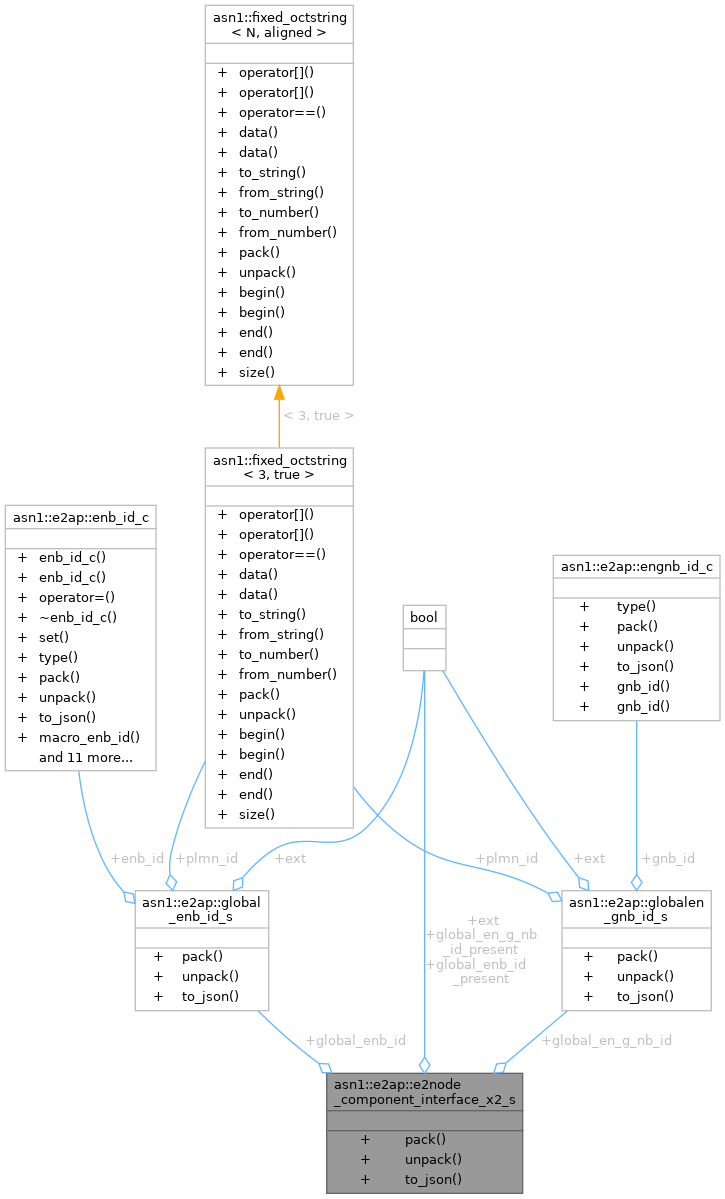 asn1::fixed_octstring
< N, aligned >
+ operator[]()
+ operator[]()
+ operator==()
+ data()
+ data()
+ to_string()
+ from_string()
+ to_number()
+ from_number()
+ pack()
+ unpack()
+ begin()
+ begin()
+ end()
+ end()
+ size()
< 3, true >
asn1::fixed_octstring
< 3, true >
+ operator[]()
+ operator[]()
+ operator==()
+ data()
+ data()
+ to_string()
+ from_string()
+ to_number()
+ from_number()
+ pack()
+ unpack()
+ begin()
+ begin()
+ end()
+ end()
+ size()
asn1::e2ap::enb_id_c
+ enb_id_c()
+ enb_id_c()
+ operator=()
+ ~enb_id_c()
+ set()
+ type()
+ pack()
+ unpack()
+ to_json()
+ macro_enb_id()
and 11 more...
bool
asn1::e2ap::engnb_id_c
+ type()
+ pack()
+ unpack()
+ to_json()
+ gnb_id()
+ gnb_id()
+enb_id
+plmn_id
+ext
+plmn_id
+ext
+gnb_id
asn1::e2ap::global
_enb_id_s
+ pack()
+ unpack()
+ to_json()
+ext
+global_en_g_nb
_id_present
+global_enb_id
_present
asn1::e2ap::globalen
_gnb_id_s
+ pack()
+ unpack()
+ to_json()
+global_enb_id
+global_en_g_nb_id
asn1::e2ap::e2node
_component_interface_x2_s
+ pack()
+ unpack()
+ to_json()